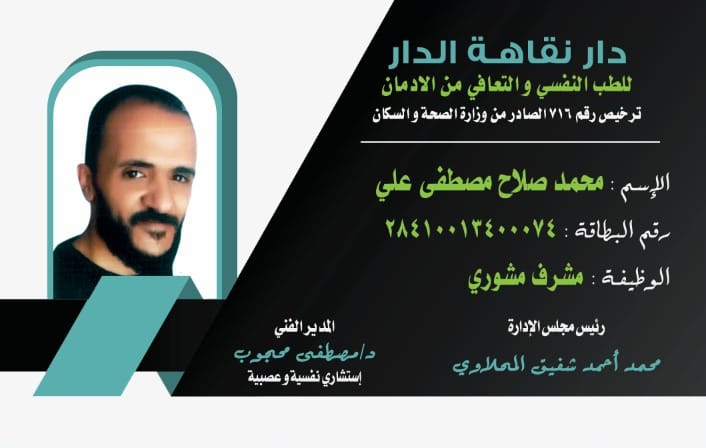 دار نقاهة الدار
للطب النفسي والتعافي من الادمان
ترخيص رقم ٧١٦ الصادر من وزارة الصحة والسكان
الإسم : محمد صلاح مصطفى علي
رقم البطاقة : ٢٨٤١٠٠١٣٤٠٠٠٧٤
الوظيفة : مشرف مشوري
رئيس مجلس الإدارة
محمد أحمد شفيق المحلاوي
المدير الفني
د/مصطفى محجوب
إستشاري نفسية وعصبية